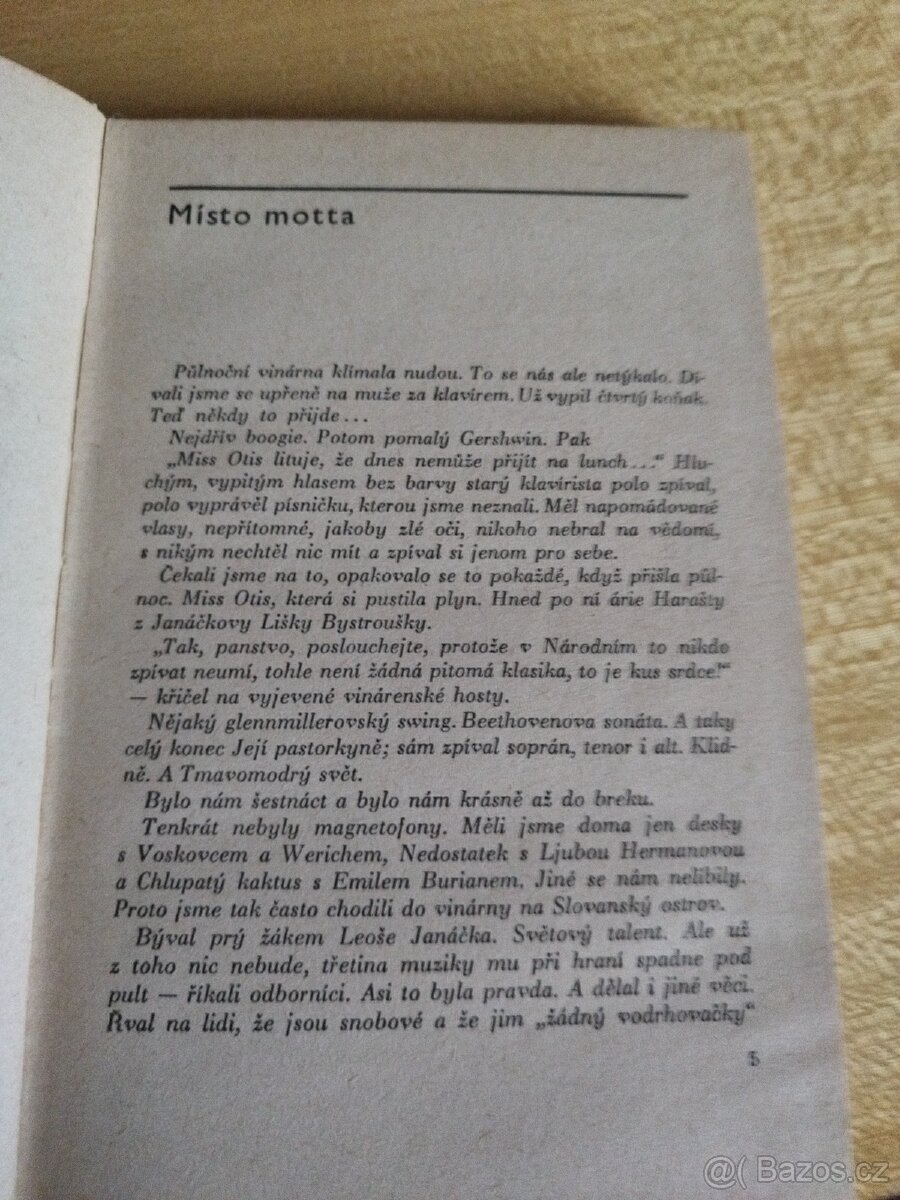 Místo motta
Půlnoční vinárna klímala nudou. To se nás ale netýkalo. Dí-
vali jsme se upřeně na muže za klavírem. Už vypil čtvrtý koňak.
Teď někdy to přijde...
Nejdřív boogie. Potom pomalý Gershwin. Pak
„Miss Otis lituje, že dnes nemůže přijít na lunch...“ Hlu-
chým, vypitým hlasem bez barvy starý klavírista polo zpíval,
polo vyprávěl písničku, kterou jsme neznali. Měl napomádované
vlasy, nepřítomné, jakoby zlé oči, nikoho nebral na vědomí,
s nikým nechtěl nic mít a zpíval si jenom pro sebe.
Čekali jsme na to, opakovalo se to pokaždé, když přišla půl-
noc. Miss Otis, která si pustila plyn. Hned po ní árie Harašty
z Janáčkovy Lišky Bystroušky.
„Tak, panstvo, poslouchejte, protože v Národním to nikdo
zpívat neumí, tohle není žádná pitomá klasika, to je kus srdce!“
— křičel na vyjevené vinárenské hosty.
Nějaký glennmillerovský swing. Beethovenova sonáta. A taky
celý konec Její pastorkyně; sám zpíval soprán, tenor i alt. Klid-
ně. A Tmavomodrý svět.
Bylo nám šestnáct a bylo nám krásně až do breku.
Tenkrát nebyly magnetofony. Měli jsme doma jen desky
s Voskovcem a Werichem, Nedostatek s Ljubou Hermanovou
a Chlupatý kaktus s Emilem Burianem. Jiné se nám nelíbily.
Proto jsme tak často chodili do vinárny na Slovanský ostrov.
Býval prý žákem Leoše Janáčka. Světový talent. Ale už
z toho nic nebude, třetina muziky mu při hraní spadne pod
pult — říkali odborníci. Asi to byla pravda. A dělal i jiné věci.
Řval na lidi, že jsou snobové a že jim „žádný vodrhovačky“
5
@( Bazos.cz